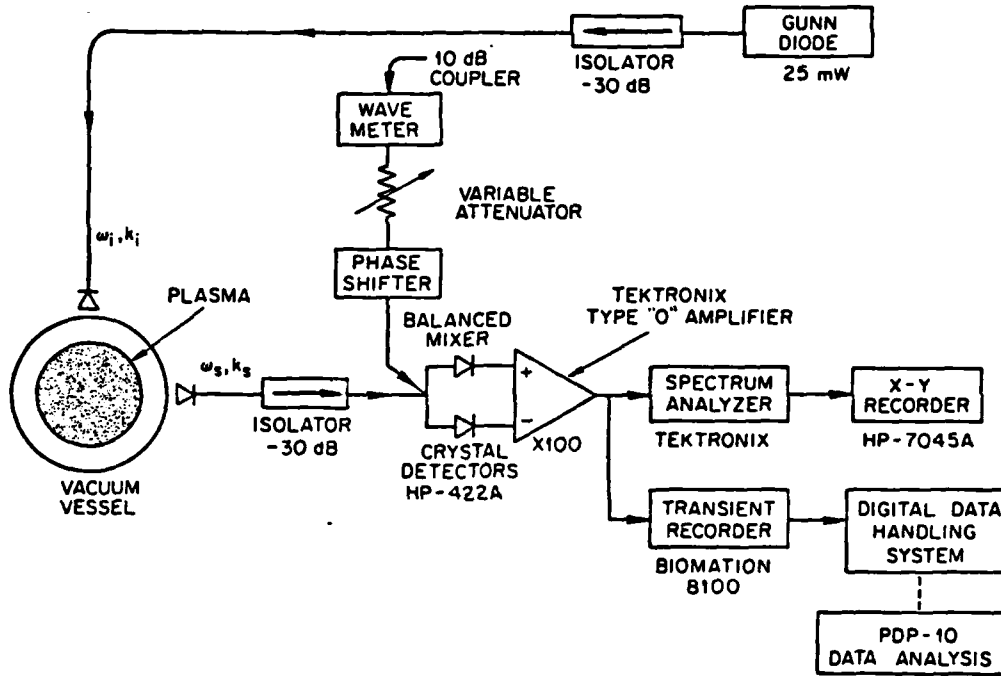 GUNN
DIODE
25 mW
ISOLATOR
-30 dB
10 dB
COUPLER
WAVE
METER
VARIABLE
ATTENUATOR
PHASE
SHIFTER
ωi, ki
PLASMA
VACUUM
VESSEL
ωs, ks
ISOLATOR
-30 dB
BALANCED
MIXER
CRYSTAL
DETECTORS
HP-422A
TEKTRONIX
TYPE "O" AMPLIFIER
+
−
X100
SPECTRUM
ANALYZER
TEKTRONIX
X-Y
RECORDER
HP-7045A
TRANSIENT
RECORDER
BIOMATION
8100
DIGITAL DATA
HANDLING
SYSTEM
PDP-10
DATA ANALYSIS